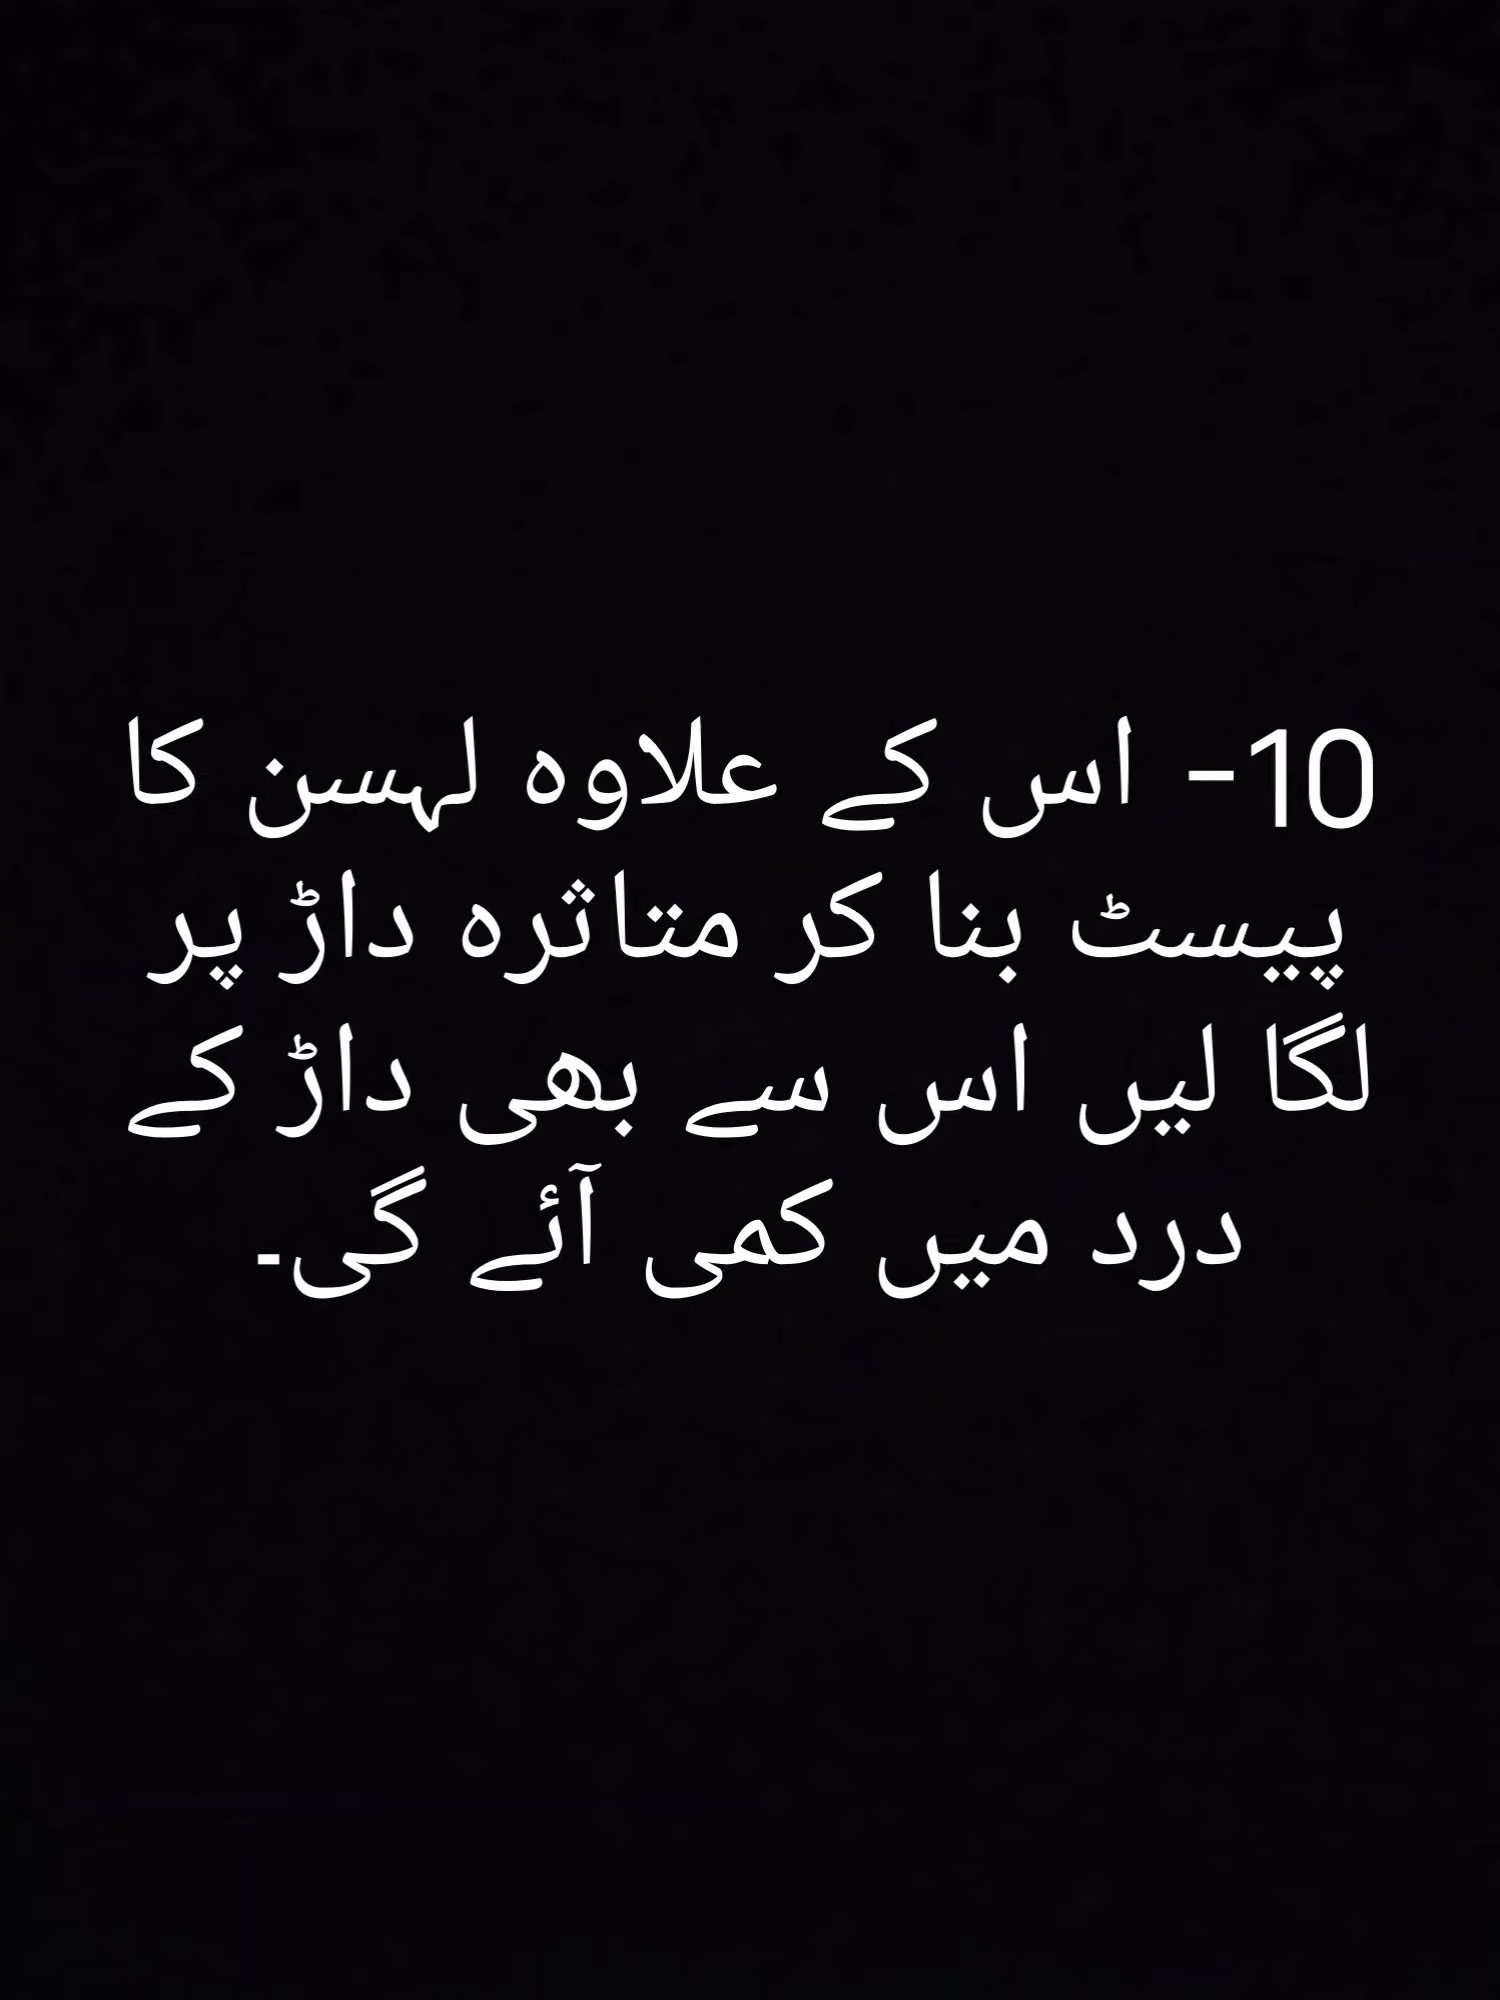 10- اس کے علاوہ لہسن کا
پیسٹ بنا کر متاثرہ داڑ پر
لگا لیں اس سے بھی داڑ کے
درد میں کمی آئے گی۔